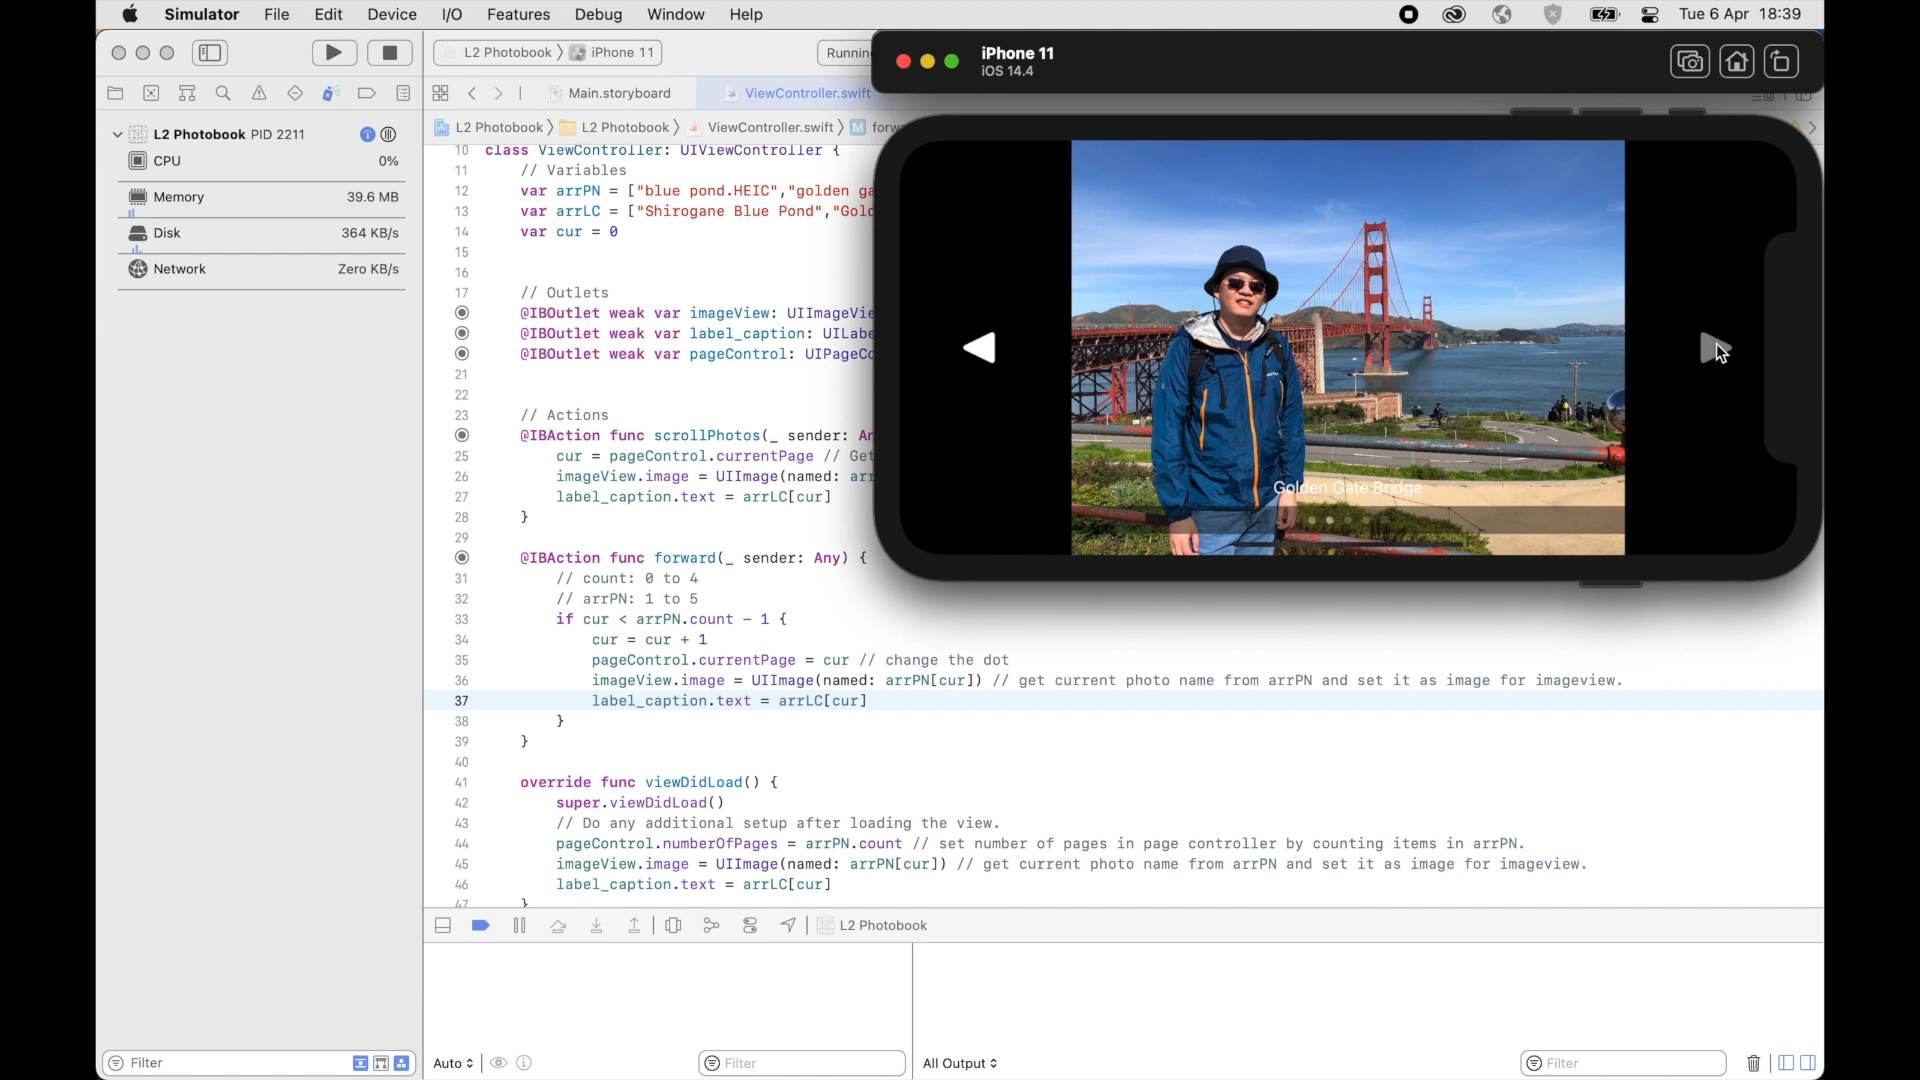 Simulator File Edit Device I/O Features Debug Window Help Tue 6 Apr 18:39
L2 Photobook iPhone 11 Running
iPhone 11
iOS 14.4
Main.storyboard ViewController.swift
L2 Photobook L2 Photobook ViewController.swift M
L2 Photobook PID 2211
CPU 0%
Memory 39.6 MB
Disk 364 KB/s
Network Zero KB/s
10 class ViewController: UIViewController {
11 // Variables
12 var arrPN = ["blue pond.HEIC","golden ga
13 var arrLC = ["Shirogane Blue Pond","Gold
14 var cur = 0
15
16
17 // Outlets
@IBOutlet weak var imageView: UIImageVie
@IBOutlet weak var label_caption: UILabe
@IBOutlet weak var pageControl: UIPageCo
21
22
23 // Actions
@IBAction func scrollPhotos(_ sender: An
25 cur = pageControl.currentPage // Get
26 imageView.image = UIImage(named: arr
27 label_caption.text = arrLC[cur]
28 }
29
@IBAction func forward(_ sender: Any) {
31 // count: 0 to 4
32 // arrPN: 1 to 5
33 if cur < arrPN.count - 1 {
34 cur = cur + 1
35 pageControl.currentPage = cur // change the dot
36 imageView.image = UIImage(named: arrPN[cur]) // get current photo name from arrPN and set it as image for imageview.
37 label_caption.text = arrLC[cur]
38 }
39 }
40
41 override func viewDidLoad() {
42 super.viewDidLoad()
43 // Do any additional setup after loading the view.
44 pageControl.numberOfPages = arrPN.count // set number of pages in page controller by counting items in arrPN.
45 imageView.image = UIImage(named: arrPN[cur]) // get current photo name from arrPN and set it as image for imageview.
46 label_caption.text = arrLC[cur]
47 }
Golden Gate Bridge
L2 Photobook
Filter
Auto Filter
All Output Filter